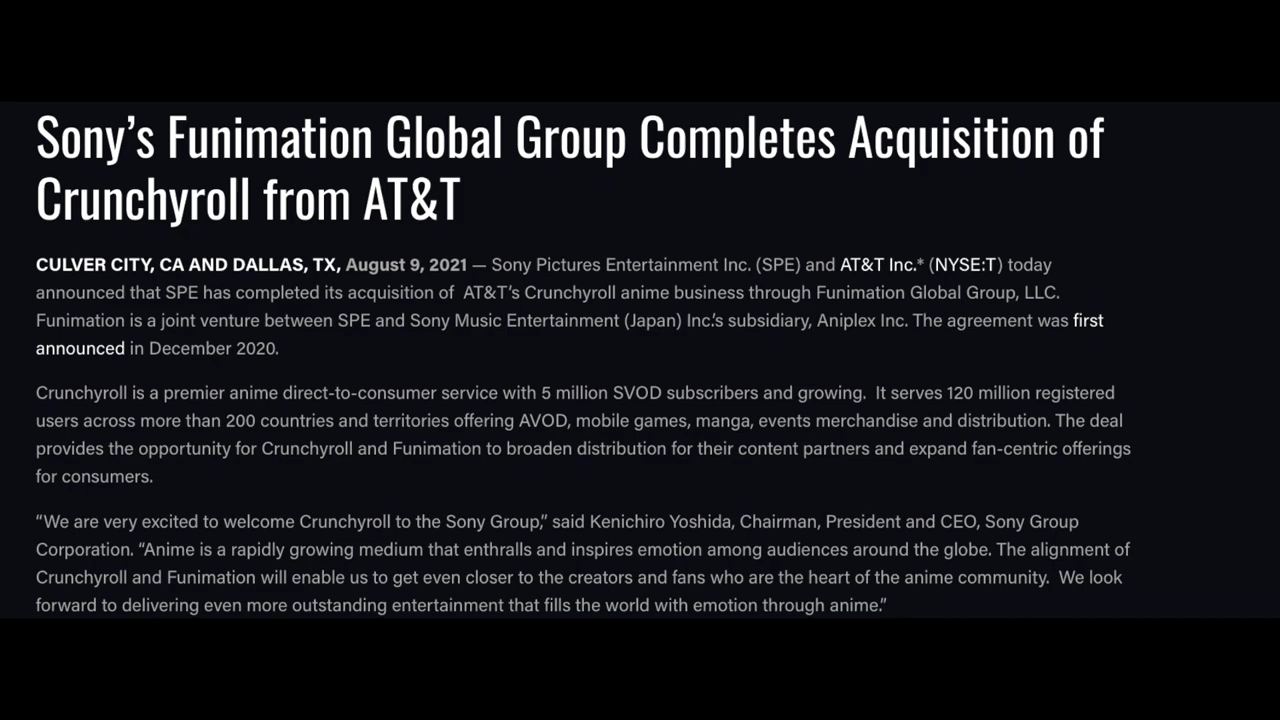 Sony’s Funimation Global Group Completes Acquisition of
Crunchyroll from AT&T
CULVER CITY, CA AND DALLAS, TX, August 9, 2021 — Sony Pictures Entertainment Inc. (SPE) and AT&T Inc.* (NYSE:T) today
announced that SPE has completed its acquisition of  AT&T’s Crunchyroll anime business through Funimation Global Group, LLC.
Funimation is a joint venture between SPE and Sony Music Entertainment (Japan) Inc.’s subsidiary, Aniplex Inc. The agreement was first
announced in December 2020.
Crunchyroll is a premier anime direct-to-consumer service with 5 million SVOD subscribers and growing.  It serves 120 million registered
users across more than 200 countries and territories offering AVOD, mobile games, manga, events merchandise and distribution. The deal
provides the opportunity for Crunchyroll and Funimation to broaden distribution for their content partners and expand fan-centric offerings
for consumers.
“We are very excited to welcome Crunchyroll to the Sony Group,” said Kenichiro Yoshida, Chairman, President and CEO, Sony Group
Corporation. “Anime is a rapidly growing medium that enthralls and inspires emotion among audiences around the globe. The alignment of
Crunchyroll and Funimation will enable us to get even closer to the creators and fans who are the heart of the anime community.  We look
forward to delivering even more outstanding entertainment that fills the world with emotion through anime.”